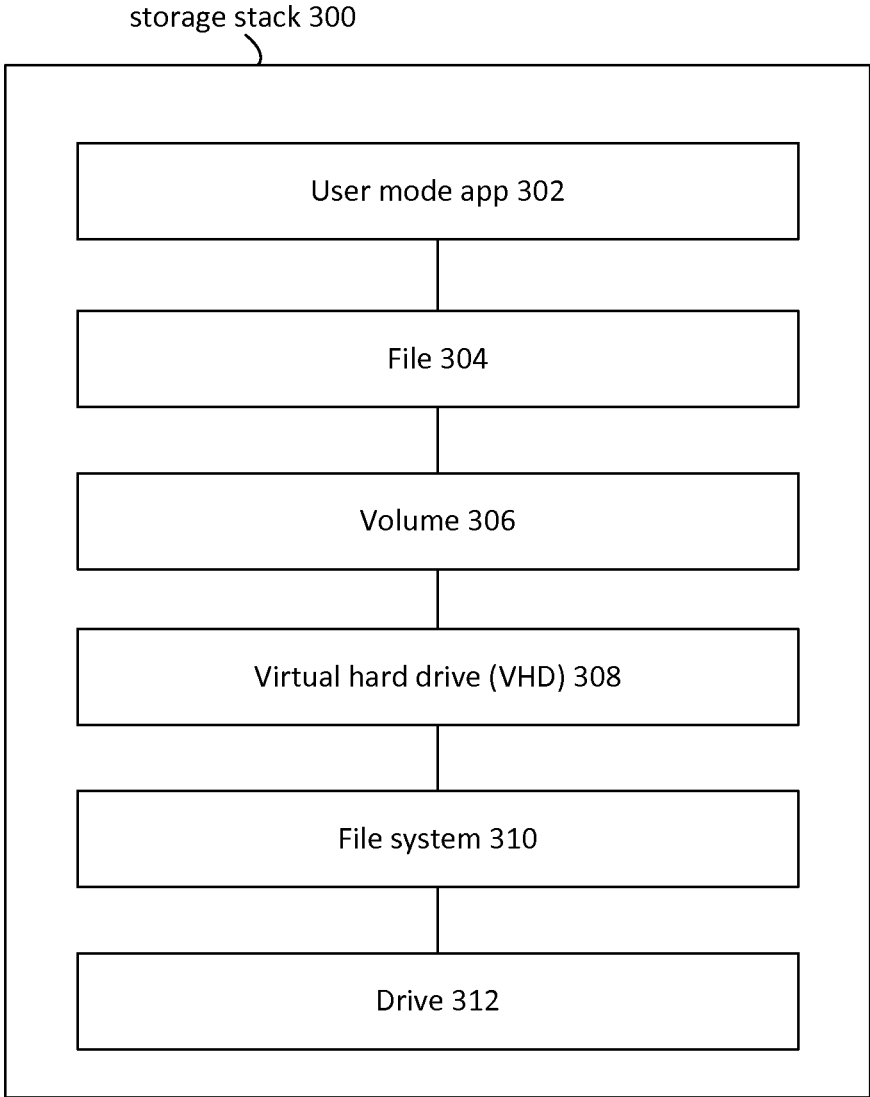 storage stack 300
User mode app 302
File 304
Volume 306
Virtual hard drive (VHD) 308
File system 310
Drive 312